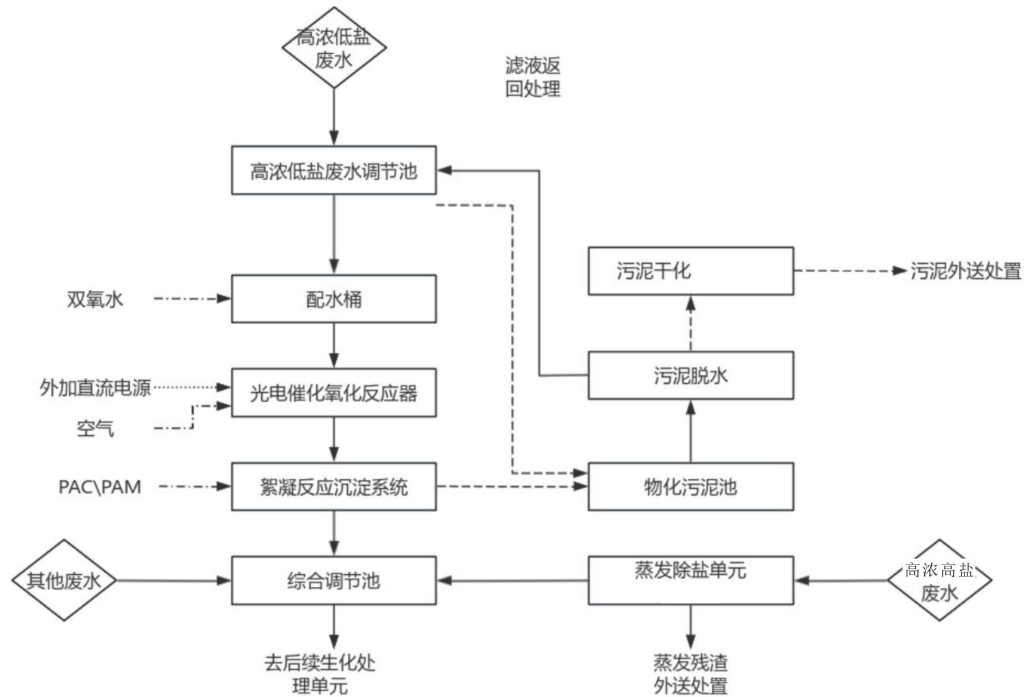 高浓低盐
废水
滤液返
回处理
高浓低盐废水调节池
污泥干化
污泥外送处置
双氧水
配水桶
污泥脱水
外加直流电源
光电催化氧化反应器
空气
PAC\PAM
絮凝反应沉淀系统
物化污泥池
其他废水
综合调节池
蒸发除盐单元
高浓高盐
废水
去后续生化处
理单元
蒸发残渣
外送处置